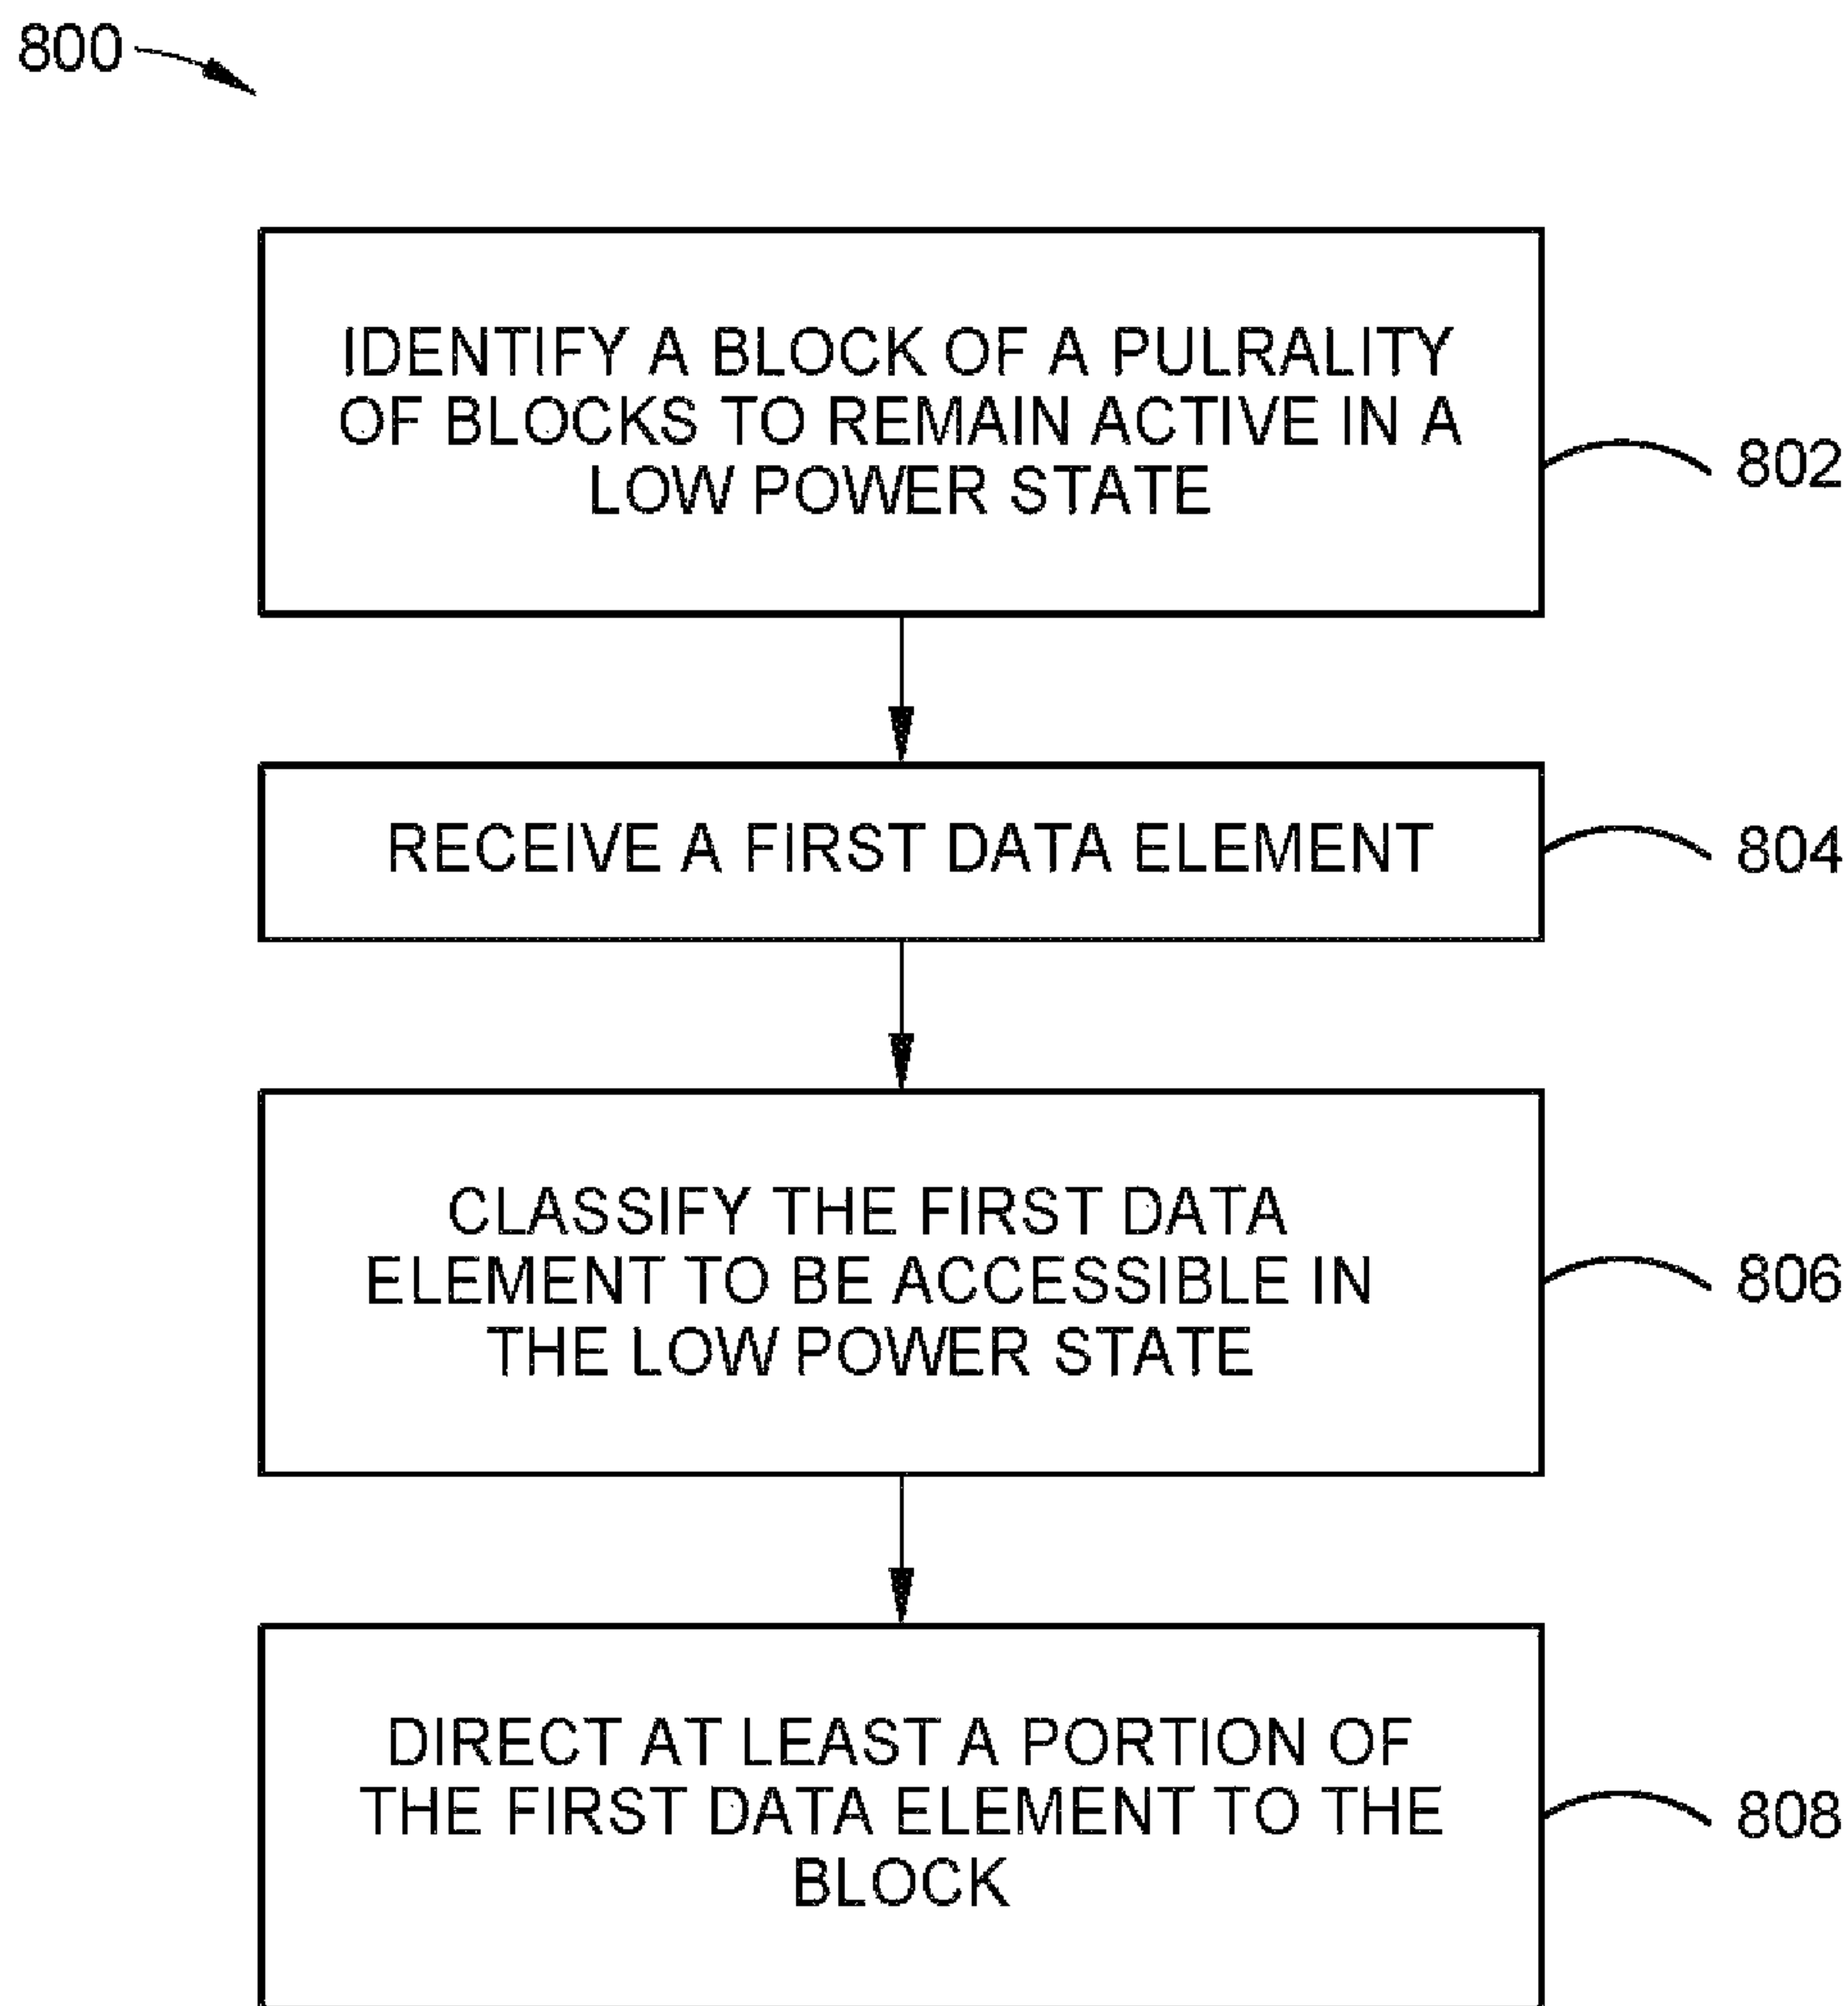 800
IDENTIFY A BLOCK OF A PULRALITY
OF BLOCKS TO REMAIN ACTIVE IN A
LOW POWER STATE
802
RECEIVE A FIRST DATA ELEMENT
804
CLASSIFY THE FIRST DATA
ELEMENT TO BE ACCESSIBLE IN
THE LOW POWER STATE
806
DIRECT AT LEAST A PORTION OF
THE FIRST DATA ELEMENT TO THE
BLOCK
808